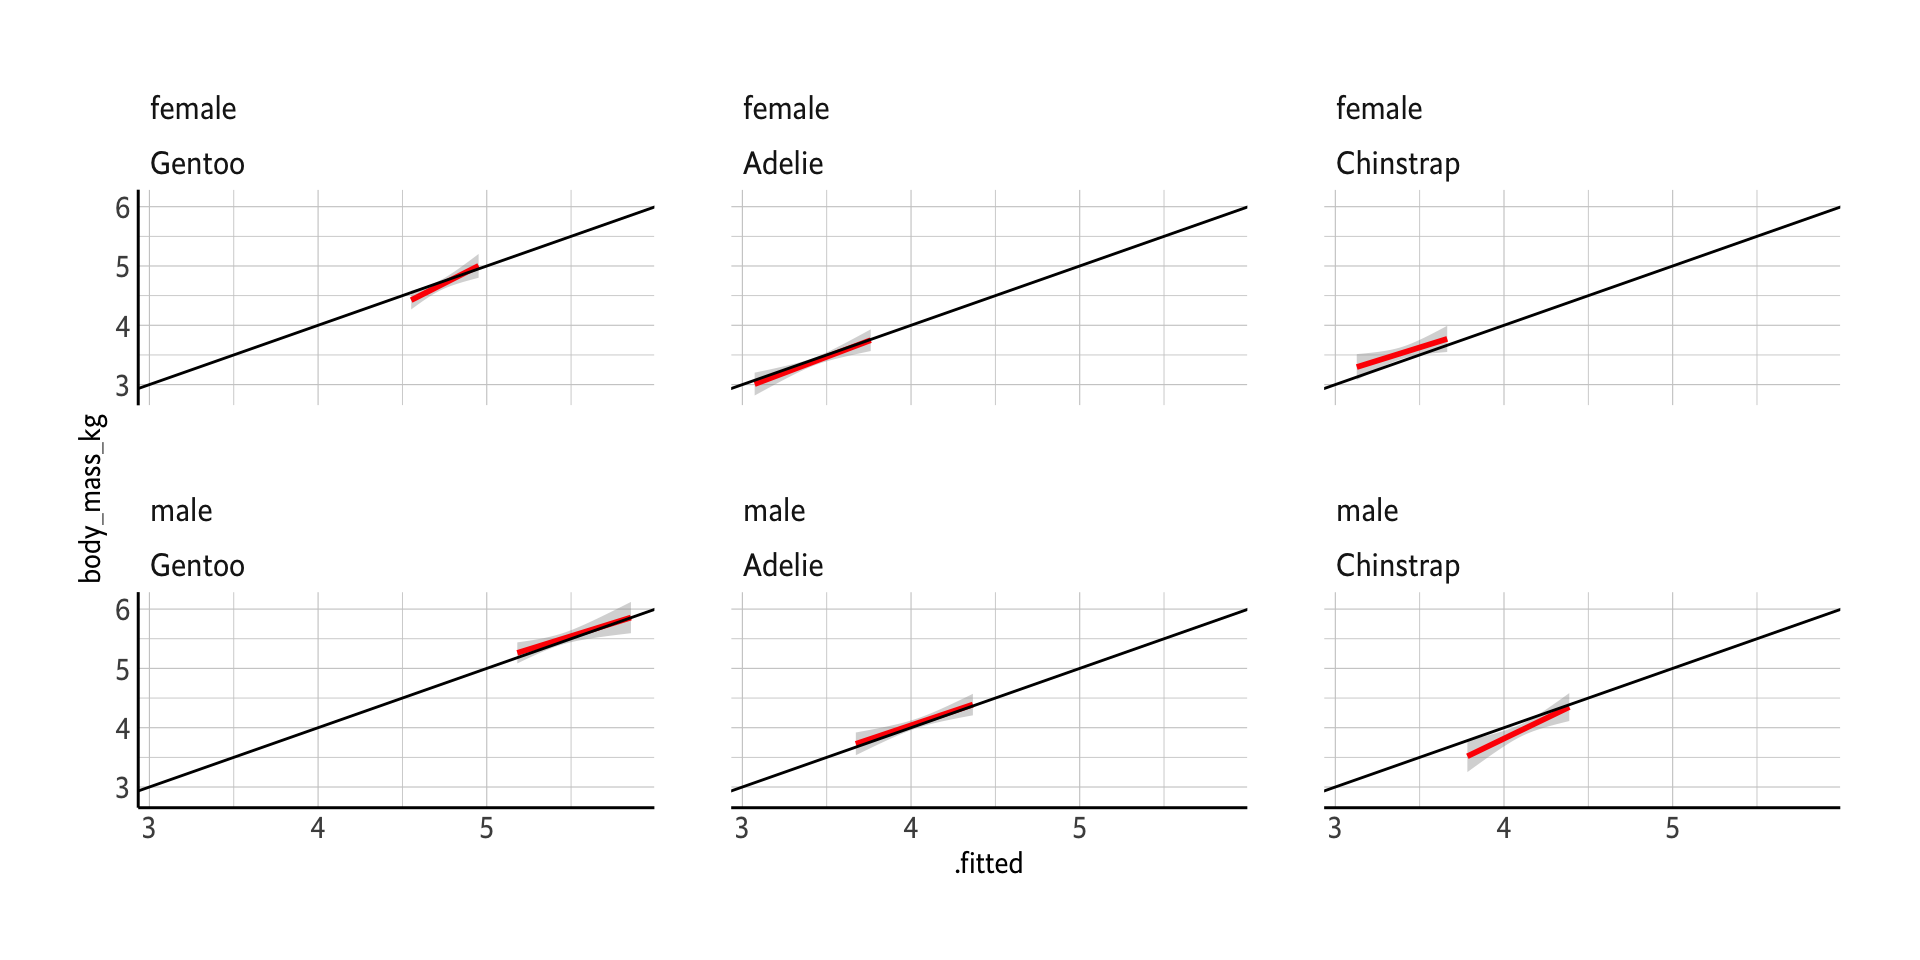 female
Gentoo
female
Adelie
female
Chinstrap
6
5
4
3
body_mass_kg
male
Gentoo
male
Adelie
male
Chinstrap
6
5
4
3
3 4 5
3 4 5
3 4 5
.fitted